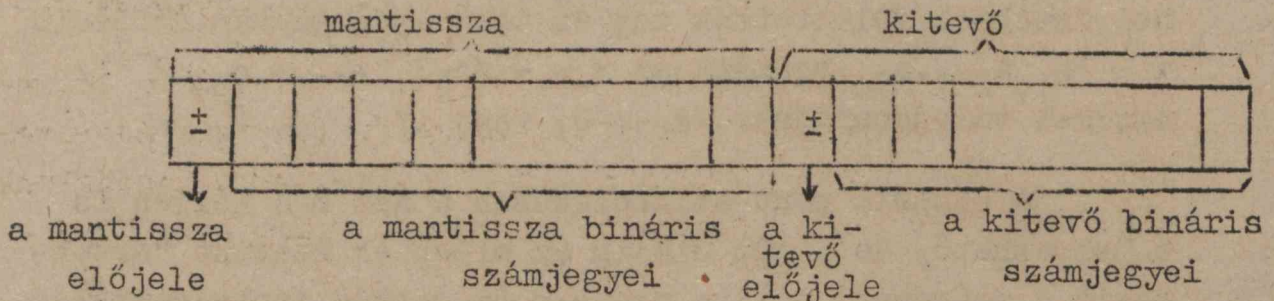 mantissza kitevő
± ±
a mantissza előjele
a mantissza bináris számjegyei
a ki-
tevő
előjele
a kitevő bináris számjegyei